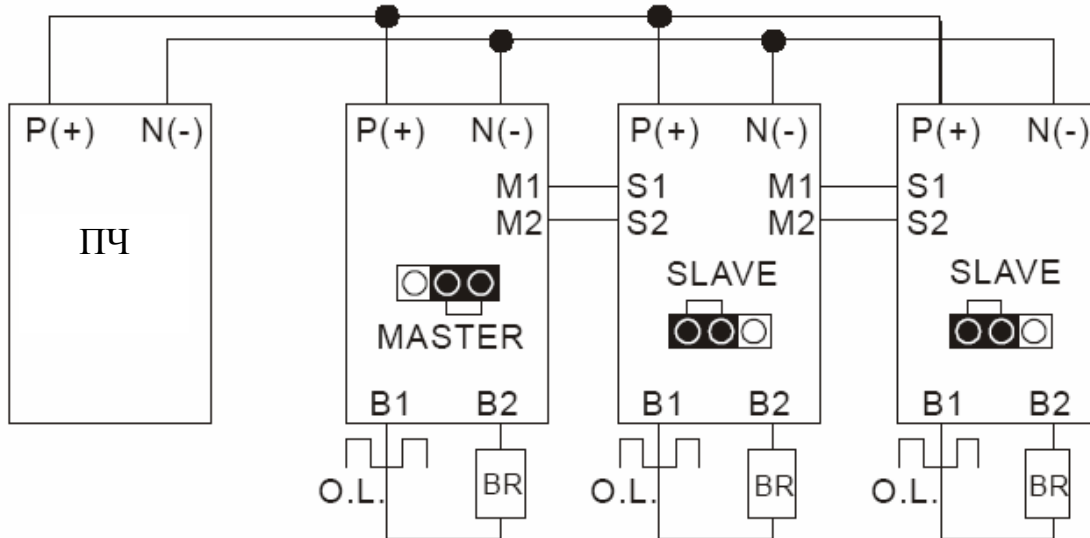 P(+) N(-) P(+) N(-) P(+) N(-) P(+) N(-)
M1 S1 M1 S1
M2 S2 M2 S2
ПЧ
SLAVE SLAVE
MASTER
B1 B2 B1 B2 B1 B2
O.L. BR O.L. BR O.L. BR